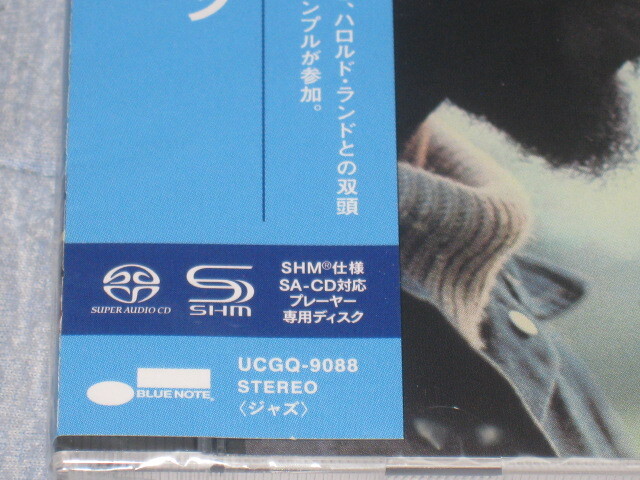 、ハロルド・ランドとの双頭
ンブルが参加。
SUPER AUDIO CD
SHM
SHM®仕様
SA-CD対応
プレーヤー
専用ディスク
BLUE NOTE
UCGQ-9088
STEREO
〈ジャズ〉